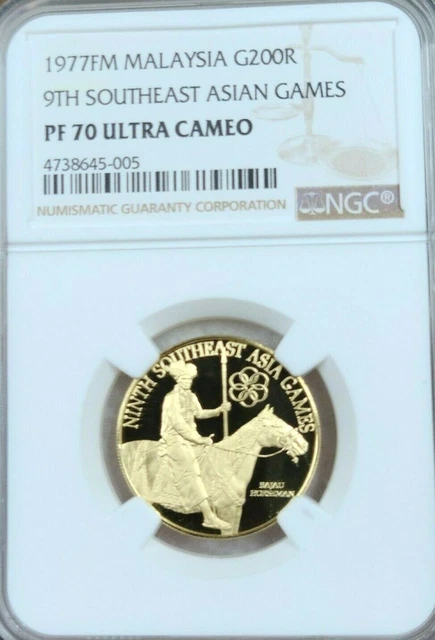 1977FM MALAYSIA G200R
9TH SOUTHEAST ASIAN GAMES
PF 70 ULTRA CAMEO
4738645-005
NUMISMATIC GUARANTY CORPORATION
NGC®
NINTH SOUTHEAST ASIA GAMES
BAJAU
HORSEMAN